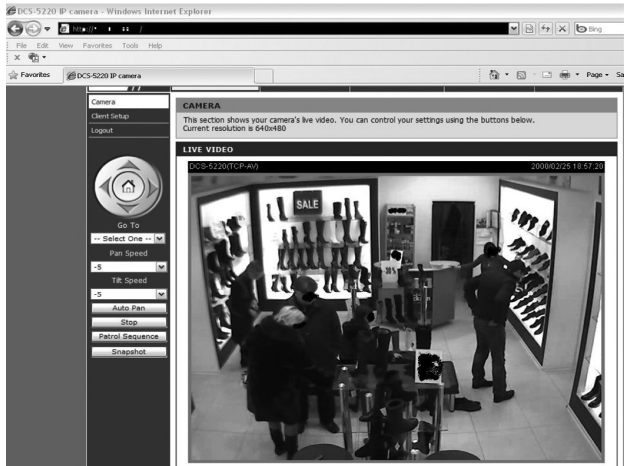 DCS-5220 IP camera - Windows Internet Explorer
http://
Bing
File Edit View Favorites Tools Help
Favorites
DCS-5220 IP camera
Page
Camera
Client Setup
Logout
Go To
-- Select One --
Pan Speed
-5
Tilt Speed
-5
Auto Pan
Stop
Patrol Sequence
Snapshot
CAMERA
This section shows your camera's live video. You can control your settings using the buttons below.
Current resolution is 640x480
LIVE VIDEO
DCS-5220(TCP-AV) 2000/02/25 18:57:20
SALE
30%